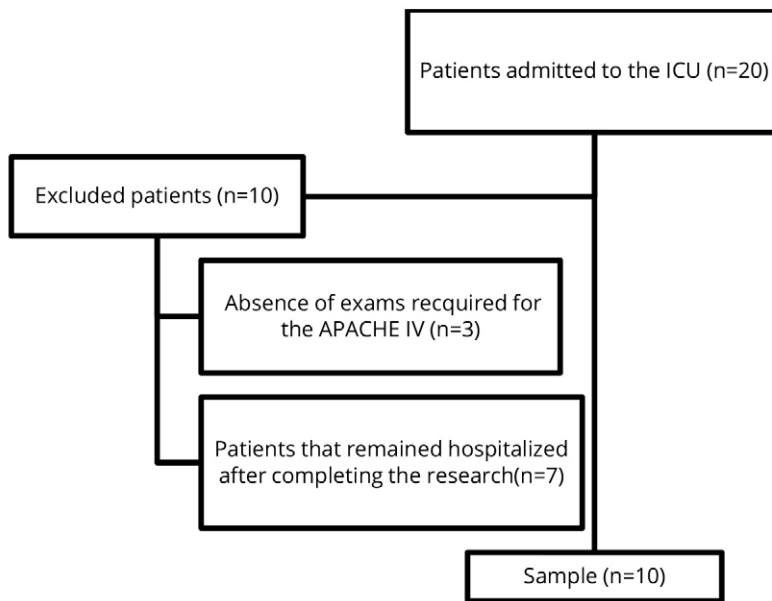 Patients admitted to the ICU (n=20)
Excluded patients (n=10)
Absence of exams recquired for
the APACHE IV (n=3)
Patients that remained hospitalized
after completing the research(n=7)
Sample (n=10)